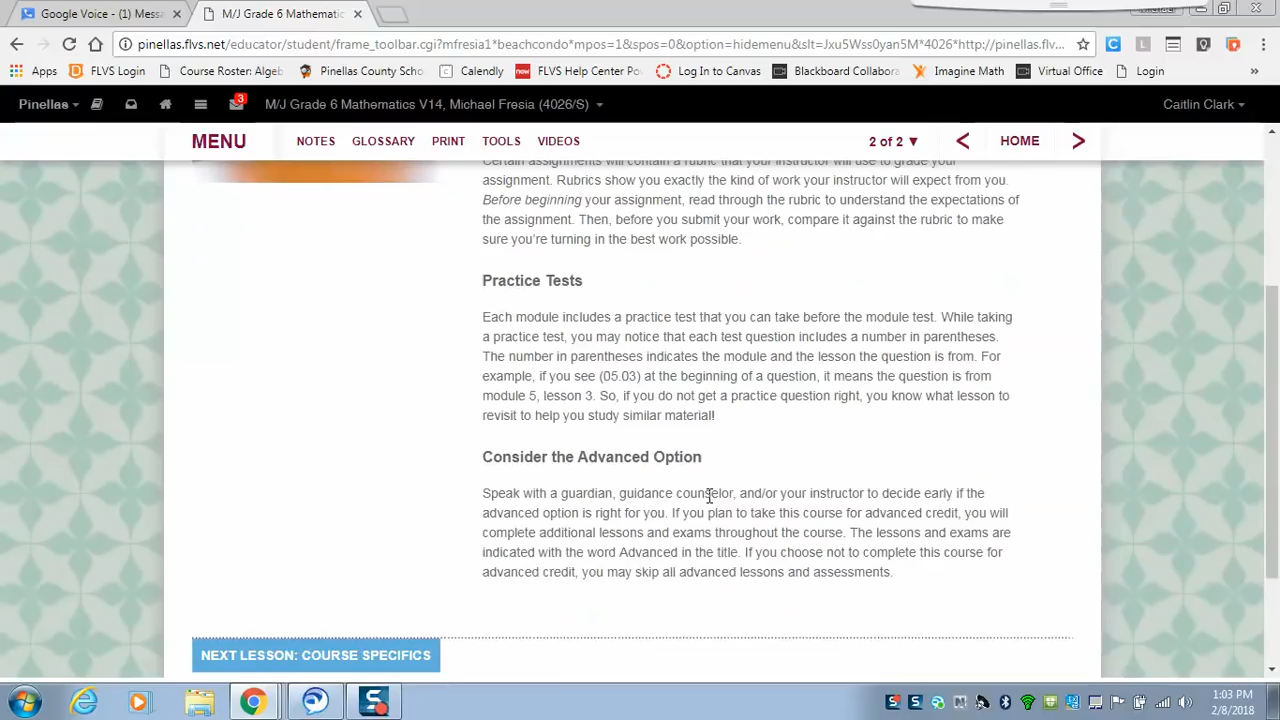 Google Voice - (1) Messa
M/J Grade 6 Mathematic
pinellas.flvs.net/educator/student/frame_toolbar.cgi?mfresia1*beachcondo*mpos=1&spos=0&option=hidemenu&slt=Jxu5Wss0yan5M*4026*http://pinellas.flv...
Apps FLVS Login Course Roster: Algeb Pinellas County Scho Calendly FLVS Help Center Po Log In to Canvas Blackboard Collabora Imagine Math Virtual Office Login »
Pinellas 3 M/J Grade 6 Mathematics V14, Michael Fresia (4026/S) Caitlin Clark
MENU NOTES GLOSSARY PRINT TOOLS VIDEOS 2 of 2 ▼ < HOME >
Certain assignments will contain a rubric that your instructor will use to grade your
assignment. Rubrics show you exactly the kind of work your instructor will expect from you.
Before beginning your assignment, read through the rubric to understand the expectations of
the assignment. Then, before you submit your work, compare it against the rubric to make
sure you’re turning in the best work possible.
Practice Tests
Each module includes a practice test that you can take before the module test. While taking
a practice test, you may notice that each test question includes a number in parentheses.
The number in parentheses indicates the module and the lesson the question is from. For
example, if you see (05.03) at the beginning of a question, it means the question is from
module 5, lesson 3. So, if you do not get a practice question right, you know what lesson to
revisit to help you study similar material!
Consider the Advanced Option
Speak with a guardian, guidance counselor, and/or your instructor to decide early if the
advanced option is right for you. If you plan to take this course for advanced credit, you will
complete additional lessons and exams throughout the course. The lessons and exams are
indicated with the word Advanced in the title. If you choose not to complete this course for
advanced credit, you may skip all advanced lessons and assessments.
NEXT LESSON: COURSE SPECIFICS
1:03 PM
2/8/2018